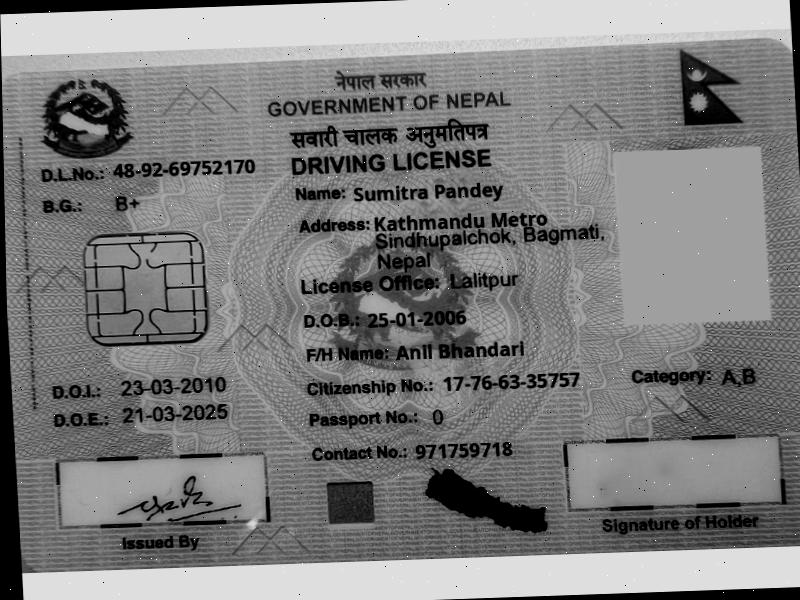 नेपाल सरकार
GOVERNMENT OF NEPAL
सवारी चालक अनुमतिपत्र
DRIVING LICENSE
D.L.No.: 48-92-69752170
B.G.: B+
Name: Sumitra Pandey
Address: Kathmandu Metro
Sindhupalchok, Bagmati,
Nepal
License Office: Lalitpur
D.O.B.: 25-01-2006
F/H Name: Anil Bhandari
D.O.I.: 23-03-2010
Citizenship No.: 17-76-63-35757
Category: A,B
D.O.E.: 21-03-2025
Passport No.: 0
Contact No.: 971759718
Issued By
Signature of Holder